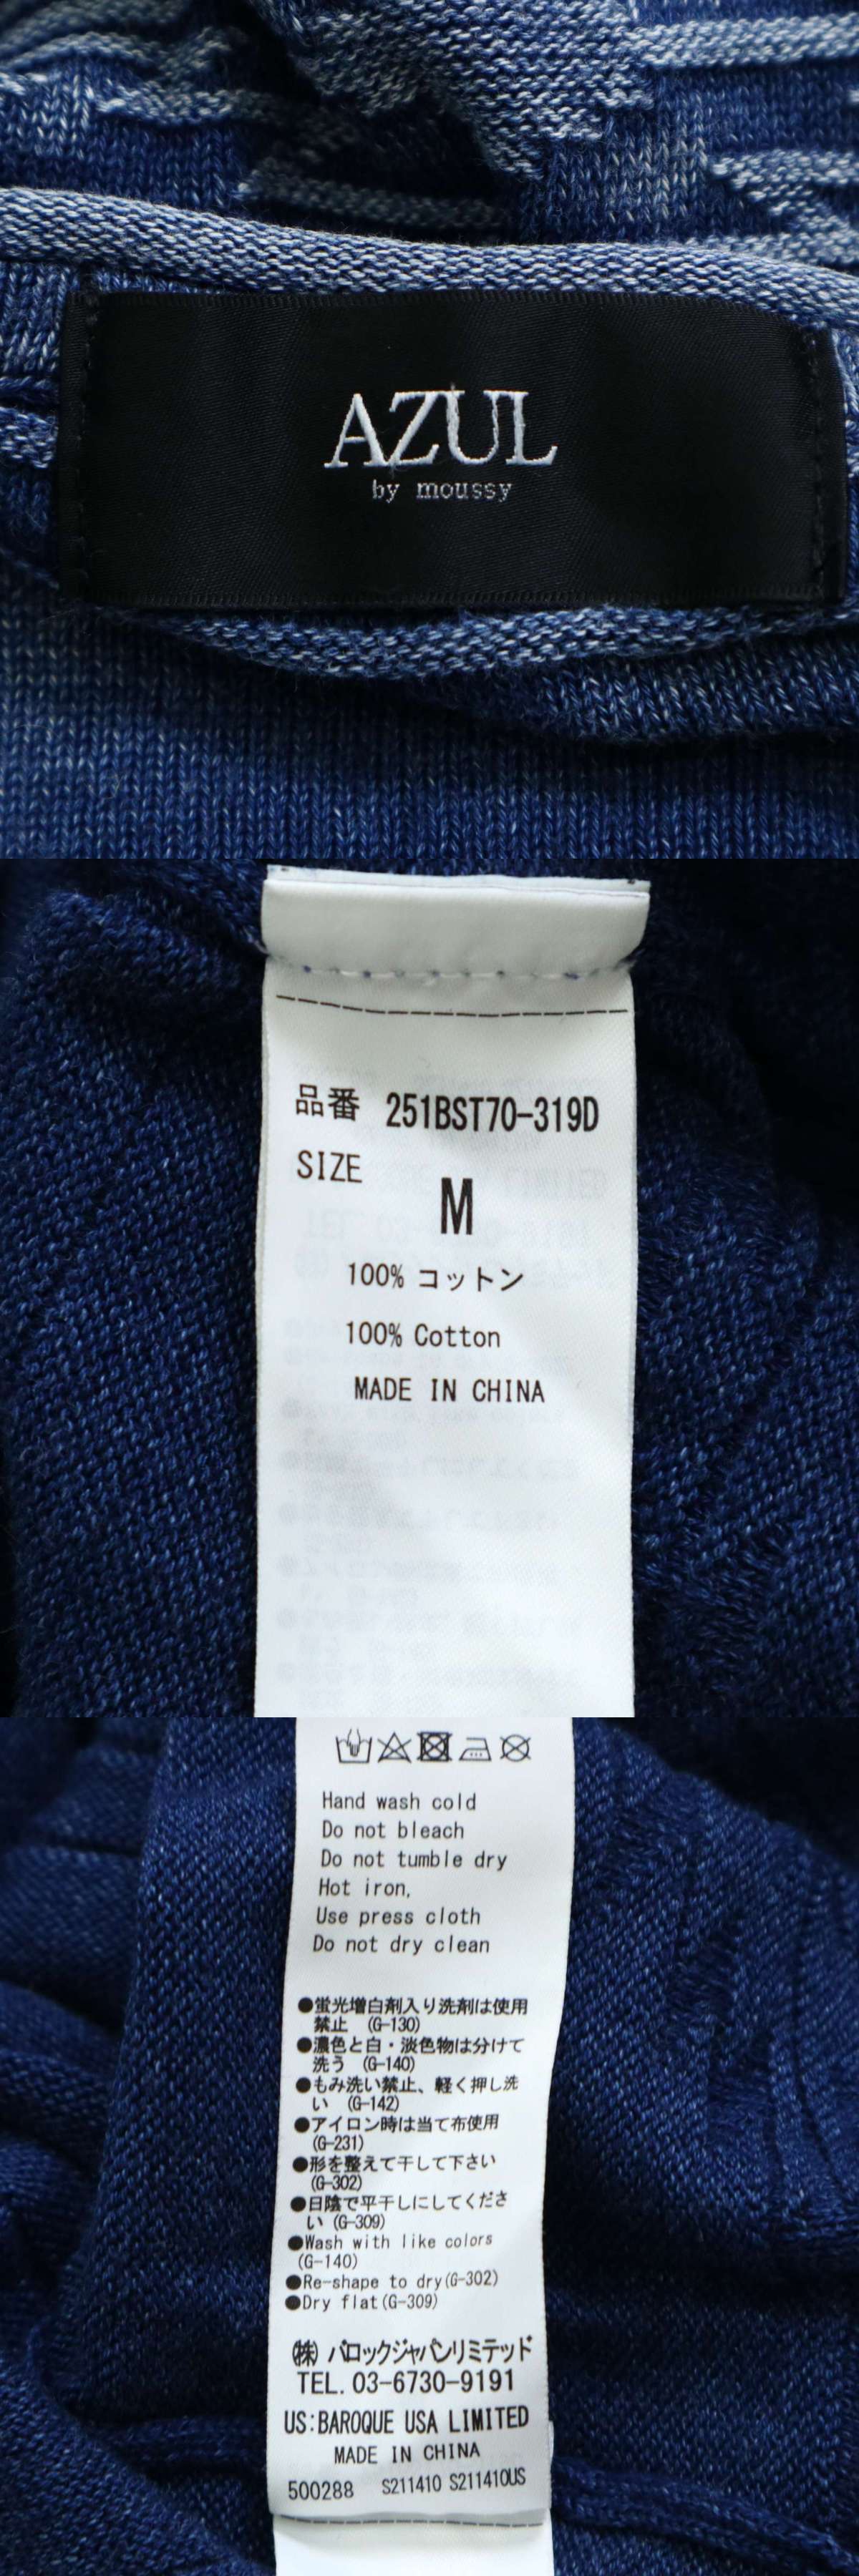 AZUL
by moussy
品番 251BST70-319D
SIZE
M
100% コットン
100% Cotton
MADE IN CHINA
Hand wash cold
Do not bleach
Do not tumble dry
Hot iron,
Use press cloth
Do not dry clean
●蛍光増白剤入り洗剤は使用
禁止 (G-130)
●濃色と白・淡色物は分けて
洗う (G-140)
●もみ洗い禁止、軽く押し洗
い (G-142)
●アイロン時は当て布使用
(G-231)
●形を整えて干して下さい
(G-302)
●日陰で平干しにしてくださ
い (G-309)
●Wash with like colors
(G-140)
●Re-shape to dry(G-302)
●Dry flat(G-309)
㈱ バロックジャパンリミテッド
TEL. 03-6730-9191
US:BAROQUE USA LIMITED
MADE IN CHINA
500288 S211410 S211410US